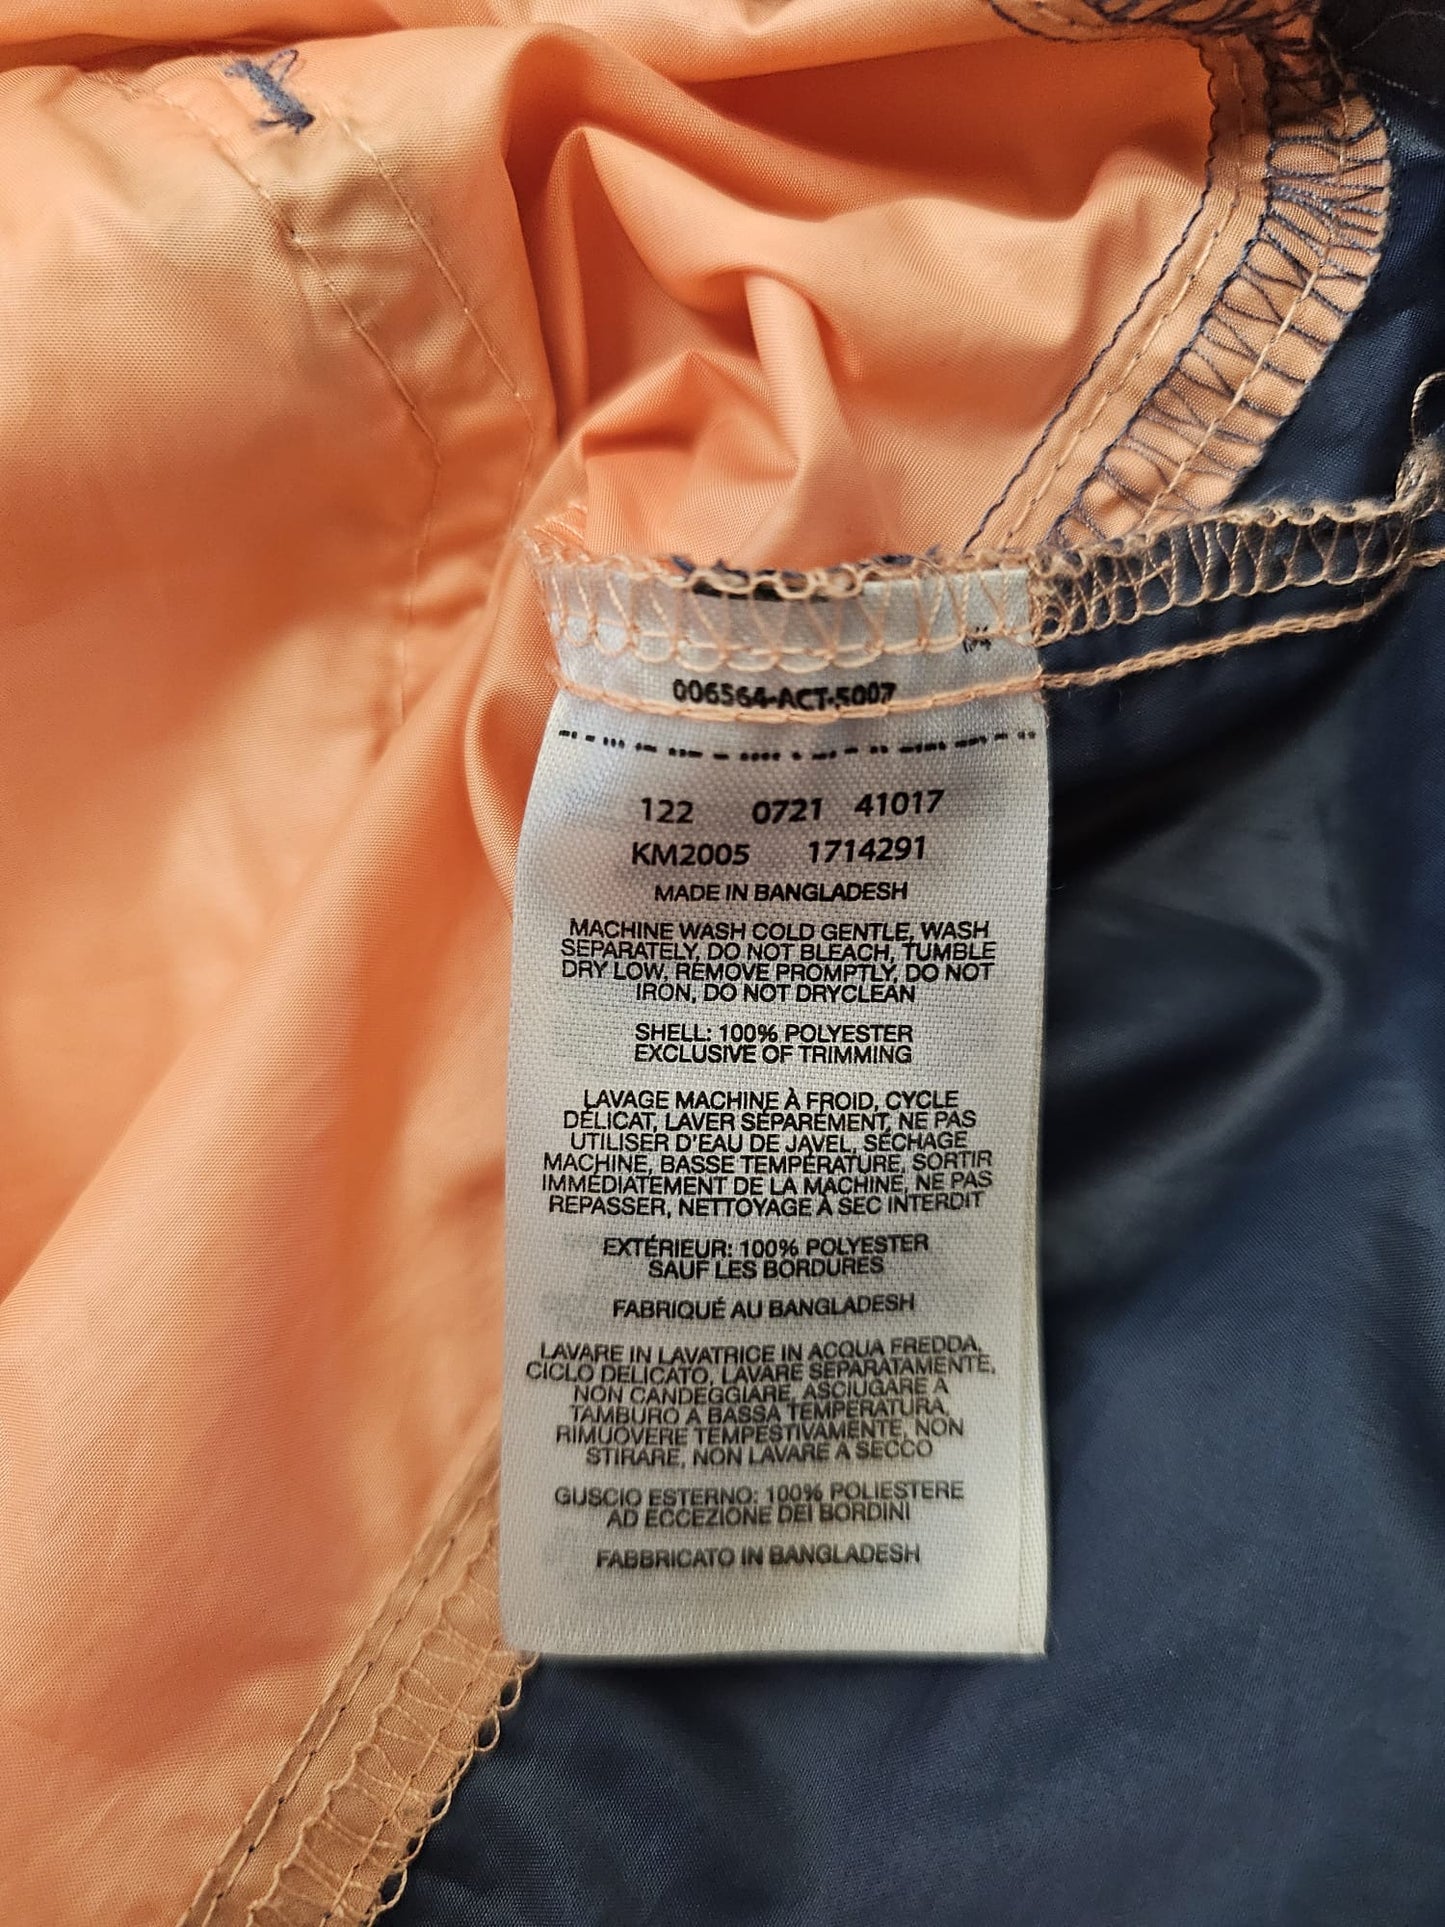 006564-ACT-5007
122 0721 41017
KM2005 1714291
MADE IN BANGLADESH
MACHINE WASH COLD GENTLE, WASH
SEPARATELY, DO NOT BLEACH, TUMBLE
DRY LOW, REMOVE PROMPTLY, DO NOT
IRON, DO NOT DRYCLEAN
SHELL: 100% POLYESTER
EXCLUSIVE OF TRIMMING
LAVAGE MACHINE À FROID, CYCLE
DÉLICAT, LAVER SÉPARÉMENT, NE PAS
UTILISER D'EAU DE JAVEL, SÉCHAGE
MACHINE, BASSE TEMPÉRATURE, SORTIR
IMMÉDIATEMENT DE LA MACHINE, NE PAS
REPASSER, NETTOYAGE À SEC INTERDIT
EXTÉRIEUR: 100% POLYESTER
SAUF LES BORDURES
FABRIQUÉ AU BANGLADESH
LAVARE IN LAVATRICE IN ACQUA FREDDA,
CICLO DELICATO, LAVARE SEPARATAMENTE,
NON CANDEGGIARE, ASCIUGARE A
TAMBURO A BASSA TEMPERATURA,
RIMUOVERE TEMPESTIVAMENTE, NON
STIRARE, NON LAVARE A SECCO
GUSCIO ESTERNO: 100% POLIESTERE
AD ECCEZIONE DEI BORDINI
FABBRICATO IN BANGLADESH